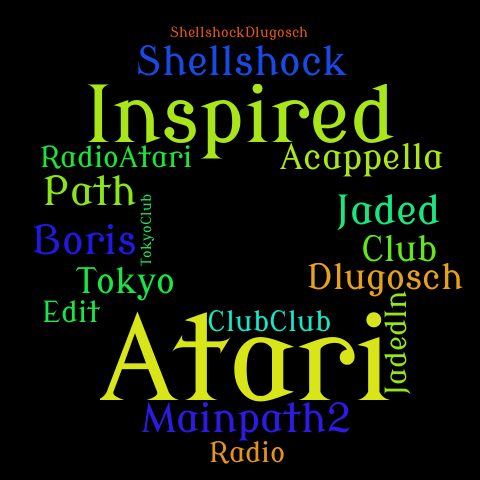 ShellshockDlugosch
Shellshock
Inspired
RadioAtari
Acappella
Path
TokyoClub
Jaded
Boris
Club
Tokyo
Dlugosch
Edit
ClubClub
JadedIn
Atari
Mainpath2
Radio